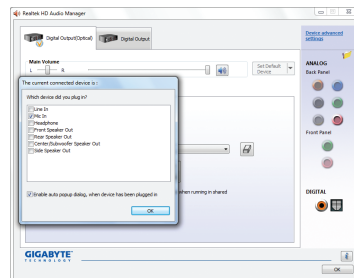 Realtek HD Audio Manager
Digital Output(Optical)
Digital Output
Device advanced
settings
Main Volume
L
R
Set Default
Device
ANALOG
Back Panel
The current connected device is :
Which device did you plug in?
Line In
Mic In
Headphone
Front Speaker Out
Rear Speaker Out
Center/Subwoofer Speaker Out
Side Speaker Out
Front Panel
Enable auto popup dialog, when device has been plugged in
when running in shared
OK
DIGITAL
GIGABYTE
TECHNOLOGY
OK